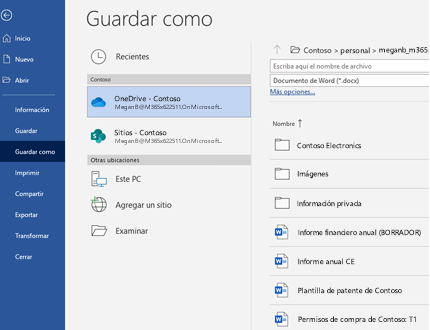 Guardar como
Inicio
Nuevo
Abrir
Información
Guardar
Guardar como
Imprimir
Compartir
Exportar
Transformar
Cerrar
Recientes
Contoso
OneDrive - Contoso
MeganB@M365x622511.OnMicrosoft...
Sitios - Contoso
MeganB@M365x622511.OnMicrosoft...
Otras ubicaciones
Este PC
Agregar un sitio
Examinar
Contoso > personal > meganb_m365
Escriba aquí el nombre de archivo
Documento de Word (*.docx)
Más opciones...
Nombre ↑
Contoso Electronics
Imágenes
Información privada
Informe financiero anual (BORRADOR)
Informe anual CE
Plantilla de patente de Contoso
Permisos de compra de Contoso: T1